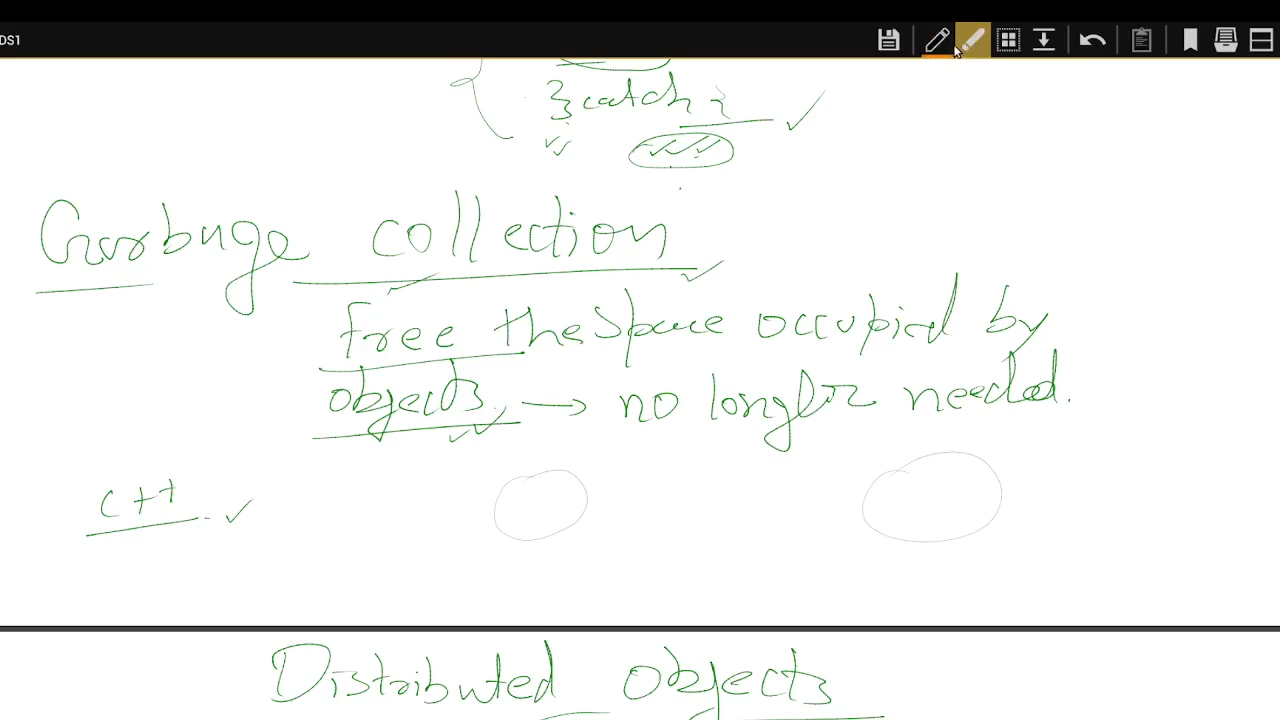 DS1
}catch {
Garbage collection
free the space occupied by
objects. → no longer needed.
C++
Distributed objects